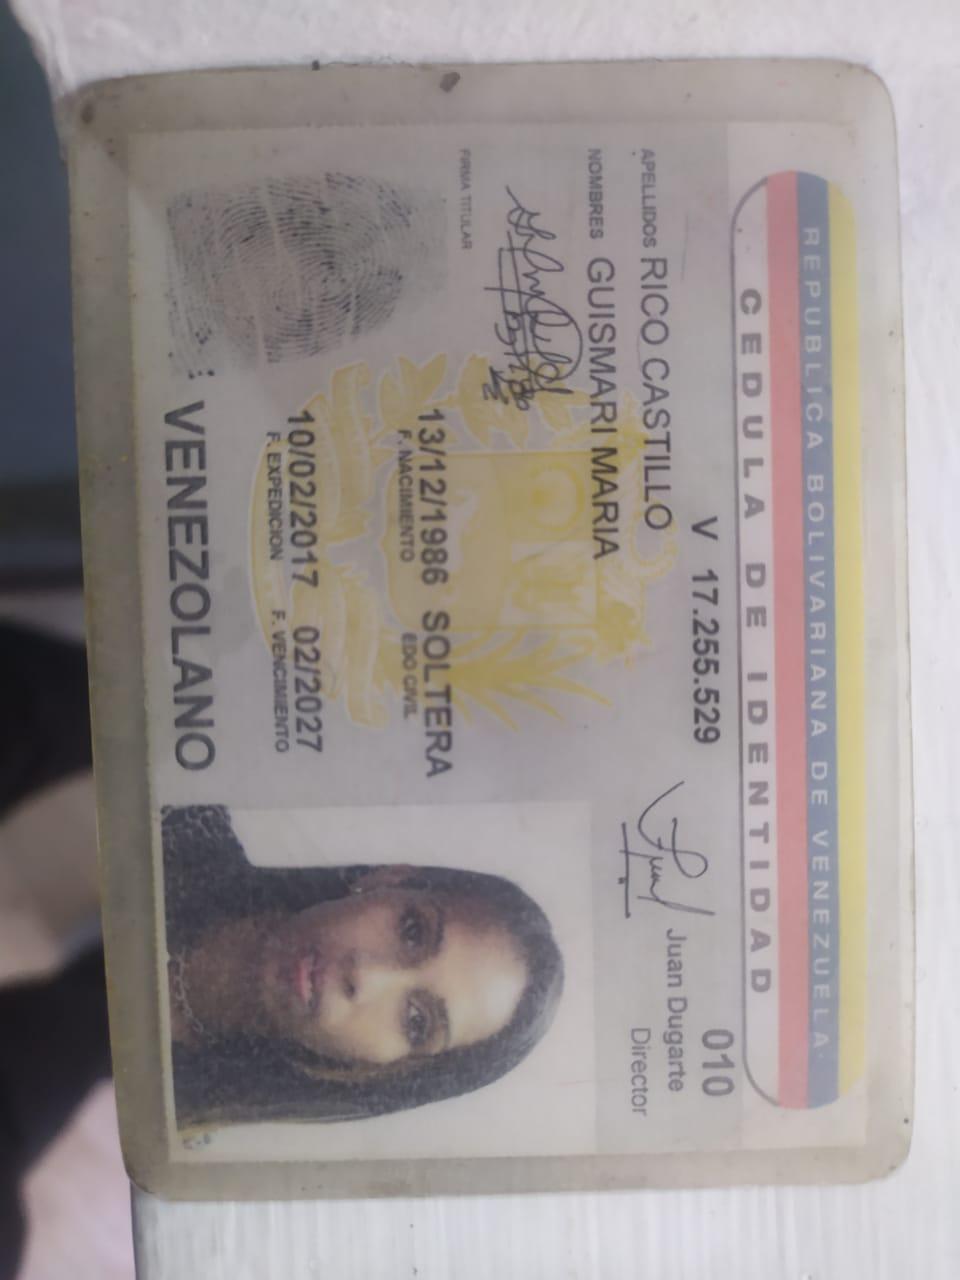 REPUBLICA BOLIVARIANA DE VENEZUELA
CEDULA DE IDENTIDAD
V 17.255.529
010
APELLIDOS RICO CASTILLO
Juan Dugarte
Director
NOMBRES GUISMARI MARIA
FIRMA TITULAR
13/12/1986 SOLTERA
F. NACIMIENTO EDO CIVIL
10/02/2017 02/2027
F. EXPEDICION F. VENCIMIENTO
VENEZOLANO